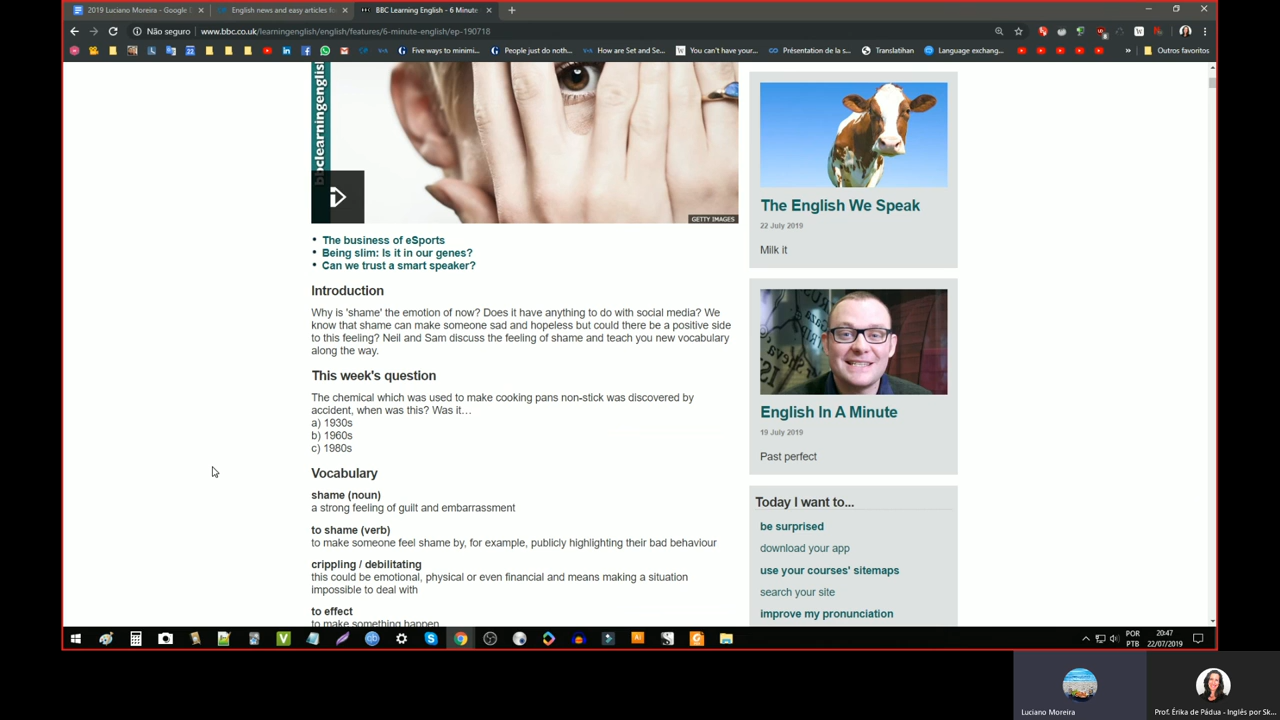 2019 Luciano Moreira - Google D
English news and easy articles fo
BBC Learning English - 6 Minute
Não seguro | www.bbc.co.uk/learningenglish/english/features/6-minute-english/ep-190718
Five ways to minimi...
People just do noth...
How are Set and Se...
You can't have your...
Présentation de la s...
Translatihan
Language exchang...
»
Outros favoritos
bbclearningenglish
GETTY IMAGES
• The business of eSports
• Being slim: Is it in our genes?
• Can we trust a smart speaker?
Introduction
Why is 'shame' the emotion of now? Does it have anything to do with social media? We
know that shame can make someone sad and hopeless but could there be a positive side
to this feeling? Neil and Sam discuss the feeling of shame and teach you new vocabulary
along the way.
This week's question
The chemical which was used to make cooking pans non-stick was discovered by
accident, when was this? Was it…
a) 1930s
b) 1960s
c) 1980s
Vocabulary
shame (noun)
a strong feeling of guilt and embarrassment
to shame (verb)
to make someone feel shame by, for example, publicly highlighting their bad behaviour
crippling / debilitating
this could be emotional, physical or even financial and means making a situation
impossible to deal with
to effect
to make something happen
The English We Speak
22 July 2019
Milk it
English In A Minute
19 July 2019
Past perfect
Today I want to...
be surprised
download your app
use your courses' sitemaps
search your site
improve my pronunciation
POR
PTB
20:47
22/07/2019
Luciano Moreira
Prof. Érika de Pádua - Inglês por Sk...